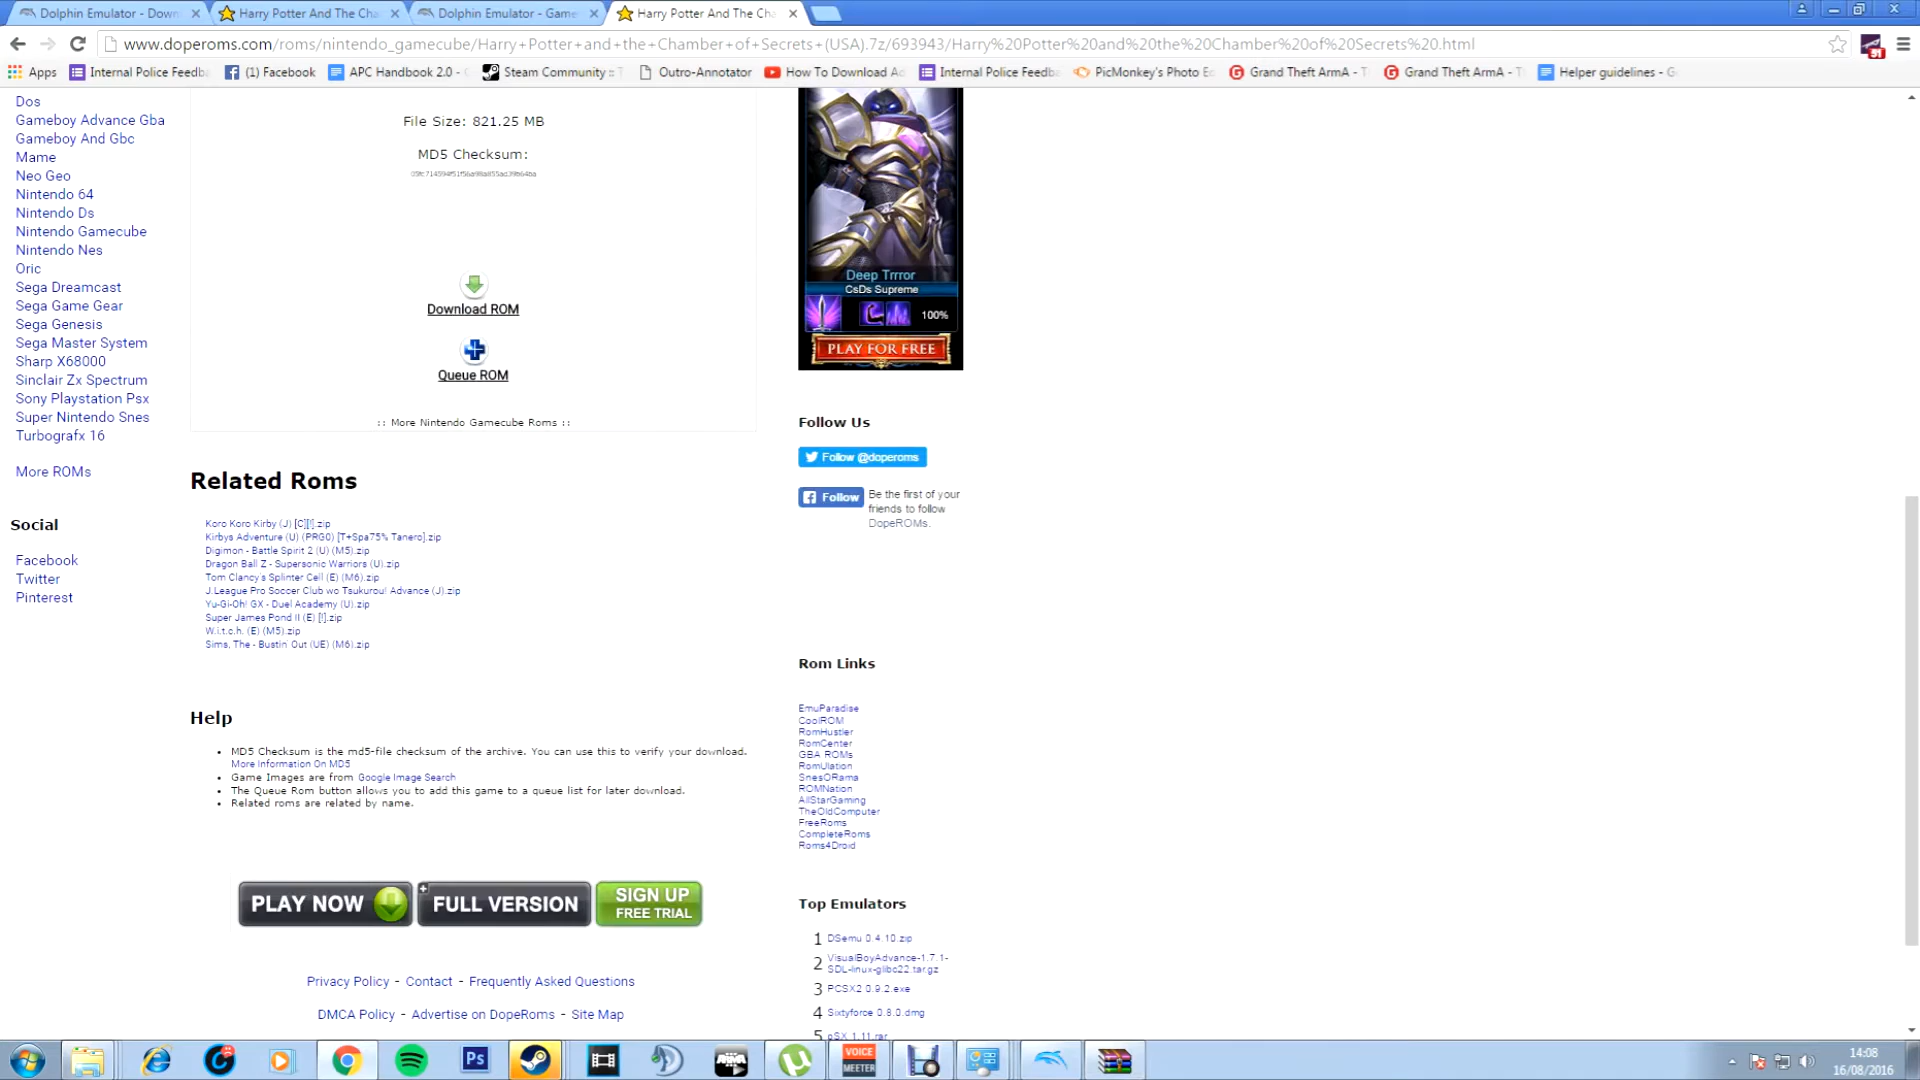 Dolphin Emulator - Down
Harry Potter And The Cha
Dolphin Emulator - Game
Harry Potter And The Cha
www.doperoms.com/roms/nintendo_gamecube/Harry+Potter+and+the+Chamber+of+Secrets+(USA).7z/693943/Harry%20Potter%20and%20the%20Chamber%20of%20Secrets%20.html
Apps
Internal Police Feedba
(1) Facebook
APC Handbook 2.0 - G
Steam Community :: T
Outro-Annotator
How To Download Ad
Internal Police Feedba
PicMonkey's Photo Ed
Grand Theft ArmA - T
Grand Theft ArmA - T
Helper guidelines - G
Dos
Gameboy Advance Gba
Gameboy And Gbc
Mame
Neo Geo
Nintendo 64
Nintendo Ds
Nintendo Gamecube
Nintendo Nes
Oric
Sega Dreamcast
Sega Game Gear
Sega Genesis
Sega Master System
Sharp X68000
Sinclair Zx Spectrum
Sony Playstation Psx
Super Nintendo Snes
Turbografx 16
More ROMs
Social
Facebook
Twitter
Pinterest
File Size: 821.25 MB
MD5 Checksum:
Download ROM
Queue ROM
:: More Nintendo Gamecube Roms ::
Related Roms
Koro Koro Kirby (J) [C][!].zip
Kirbys Adventure (U) (PRG0) [T+Spa75% Tanero].zip
Digimon - Battle Spirit 2 (U) (M5).zip
Dragon Ball Z - Supersonic Warriors (U).zip
Tom Clancy's Splinter Cell (E) (M6).zip
J.League Pro Soccer Club wo Tsukurou! Advance (J).zip
Yu-Gi-Oh! GX - Duel Academy (U).zip
Super James Pond II (E) [!].zip
W.i.t.c.h. (E) (M5).zip
Sims, The - Bustin' Out (UE) (M6).zip
Help
MD5 Checksum is the md5-file checksum of the archive. You can use this to verify your download.
More Information On MD5
Game Images are from Google Image Search
The Queue Rom button allows you to add this game to a queue list for later download.
Related roms are related by name.
PLAY NOW
FULL VERSION
SIGN UP
FREE TRIAL
Privacy Policy - Contact - Frequently Asked Questions
DMCA Policy - Advertise on DopeRoms - Site Map
Deep Trrror
CsDs Supreme
100%
PLAY FOR FREE
Follow Us
Follow @doperoms
Follow
Be the first of your
friends to follow
DopeROMs.
Rom Links
EmuParadise
CoolROM
RomHustler
RomCenter
GBA ROMs
RomUlation
SnesORama
ROMNation
AllStarGaming
TheOldComputer
FreeRoms
CompleteRoms
Roms4Droid
Top Emulators
1 DSemu 0.4.10.zip
2 VisualBoyAdvance-1.7.1-
SDL-linux-glibc22.tar.gz
3 PCSX2 0.9.2.exe
4 Sixtyforce 0.8.0.dmg
5 pSX 1.11.rar
Ps
VOICE
MEETER
14:08
16/08/2016